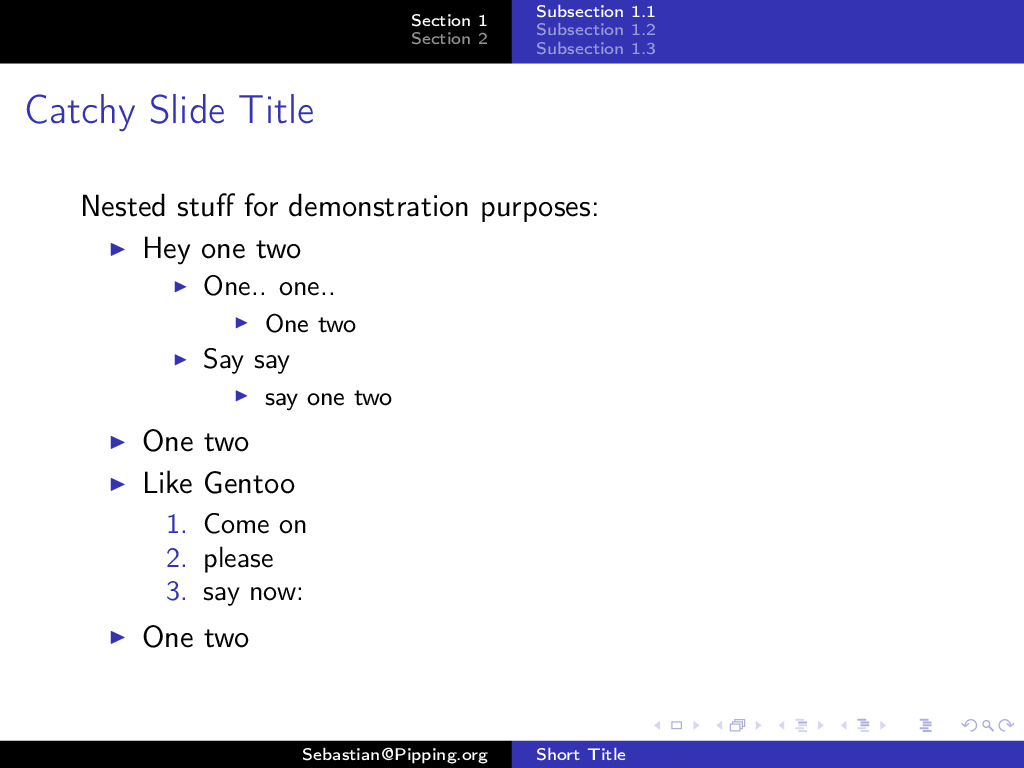 Section 1
Section 2
Subsection 1.1
Subsection 1.2
Subsection 1.3
Catchy Slide Title
Nested stuff for demonstration purposes:
Hey one two
One.. one..
One two
Say say
say one two
One two
Like Gentoo
1. Come on
2. please
3. say now:
One two
Sebastian@Pipping.org
Short Title